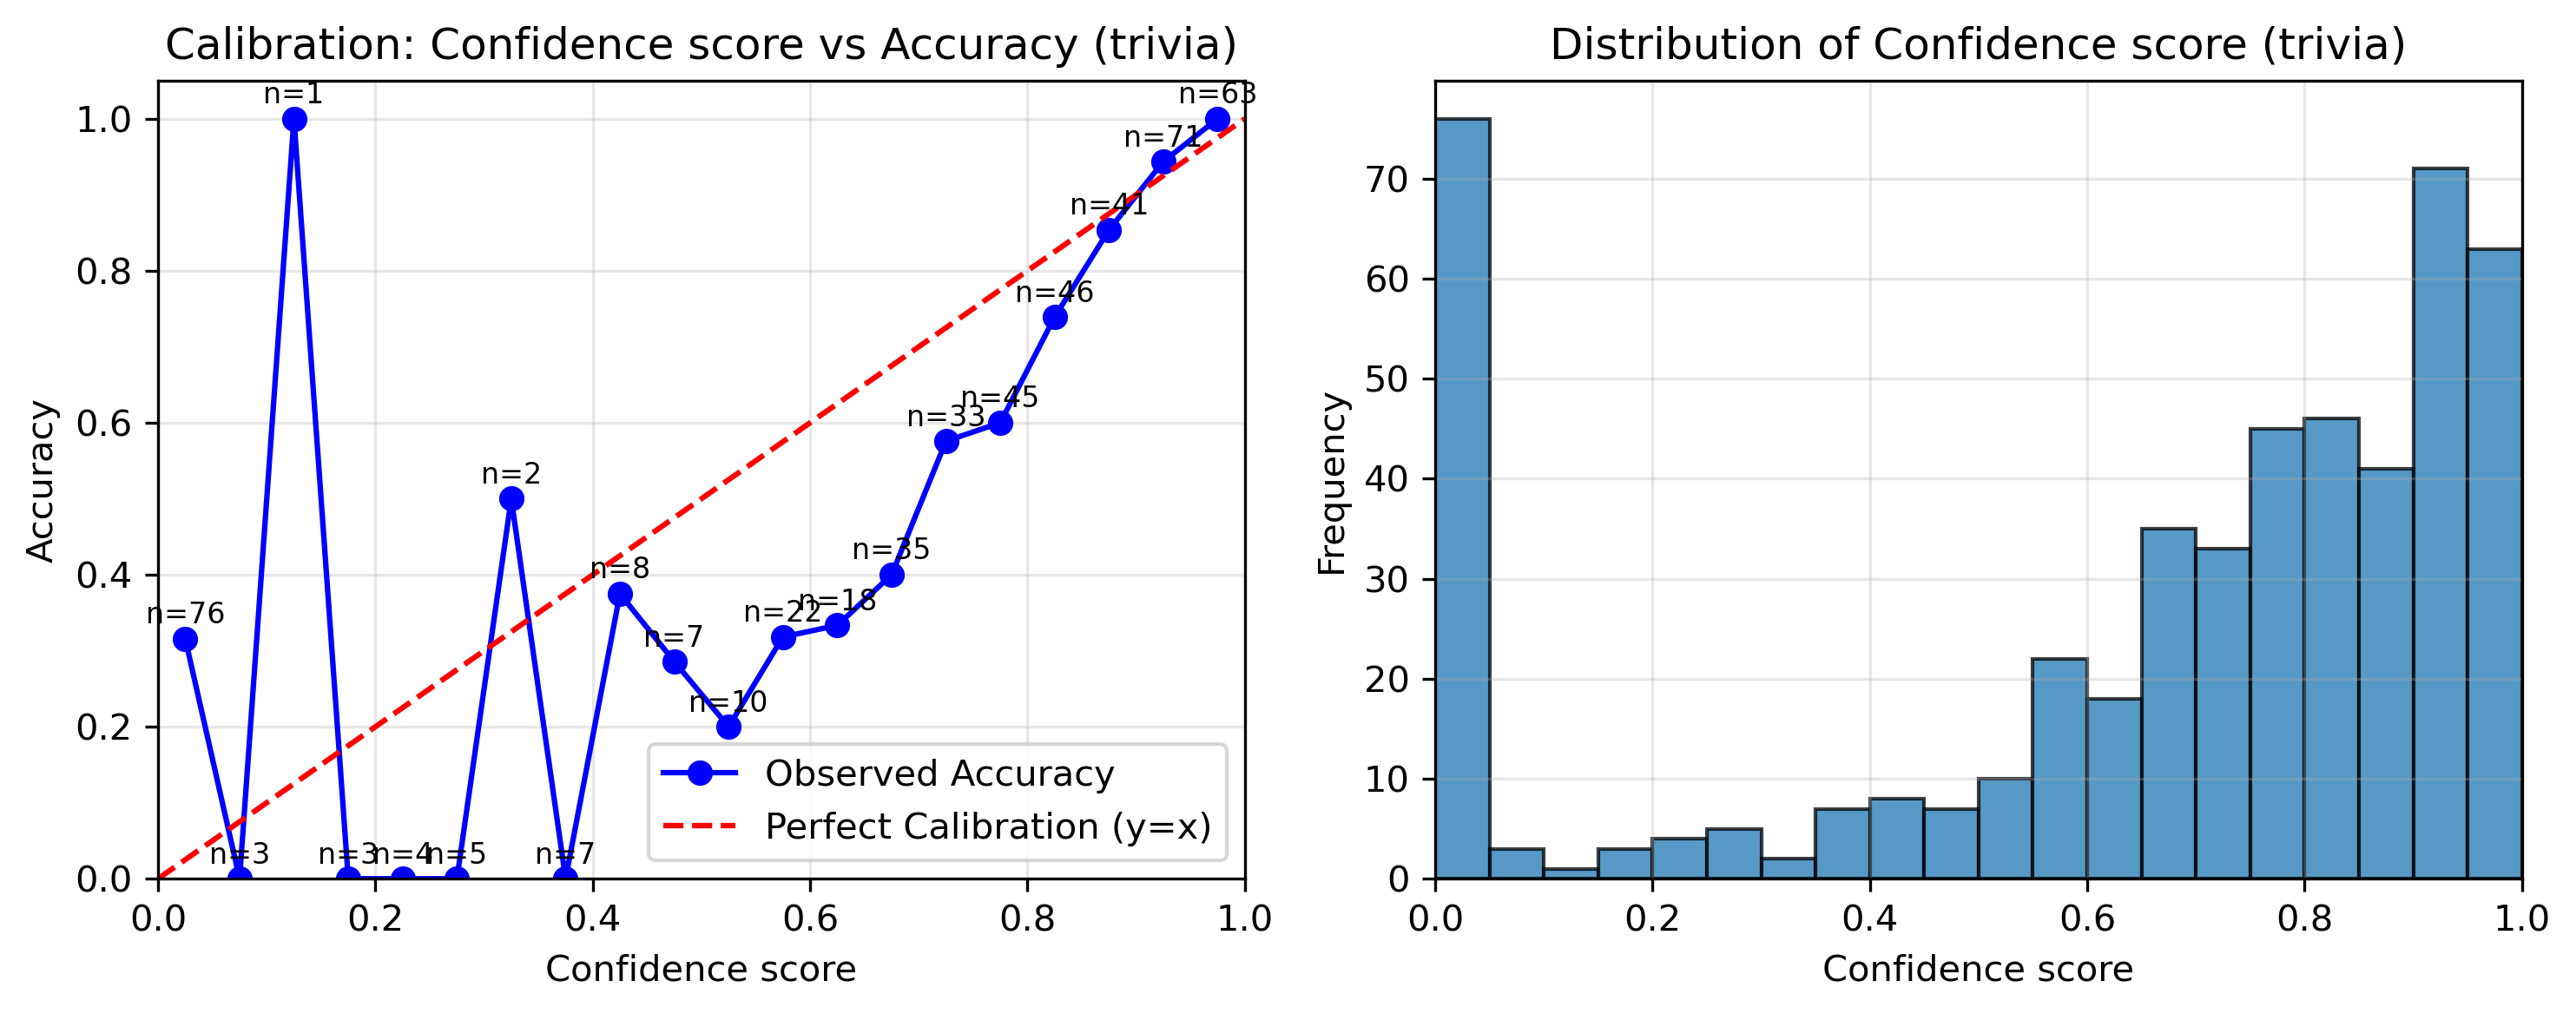 Calibration: Confidence score vs Accuracy (trivia)
n=1
n=63
n=71
n=41
n=46
n=45
n=33
n=2
n=35
n=8
n=76
n=7
n=22
n=18
n=10
n=3
n=3
n=4
n=5
n=7
Observed Accuracy
Perfect Calibration (y=x)
1.0
0.8
0.6
0.4
0.2
0.0
Accuracy
0.0 0.2 0.4 0.6 0.8 1.0
Confidence score
Distribution of Confidence score (trivia)
70
60
50
40
30
20
10
0
Frequency
0.0 0.2 0.4 0.6 0.8 1.0
Confidence score